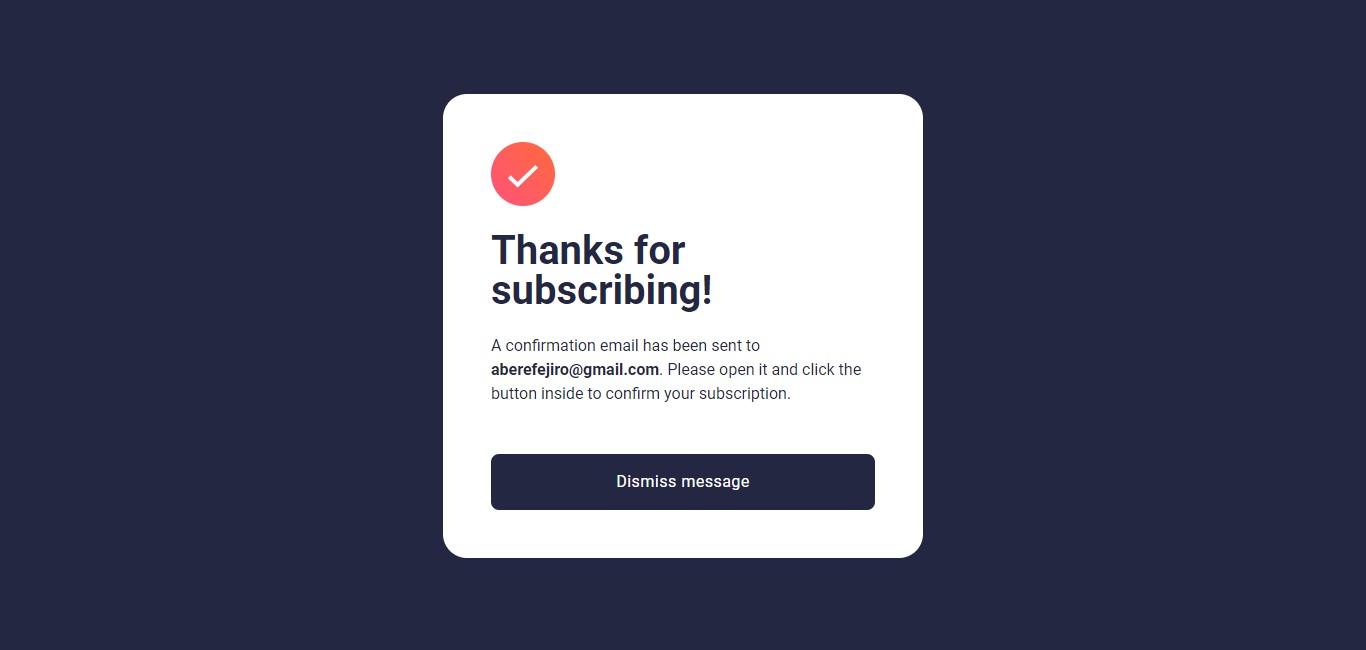 Thanks for
subscribing!
A confirmation email has been sent to
aberefejiro@gmail.com. Please open it and click the
button inside to confirm your subscription.
Dismiss message